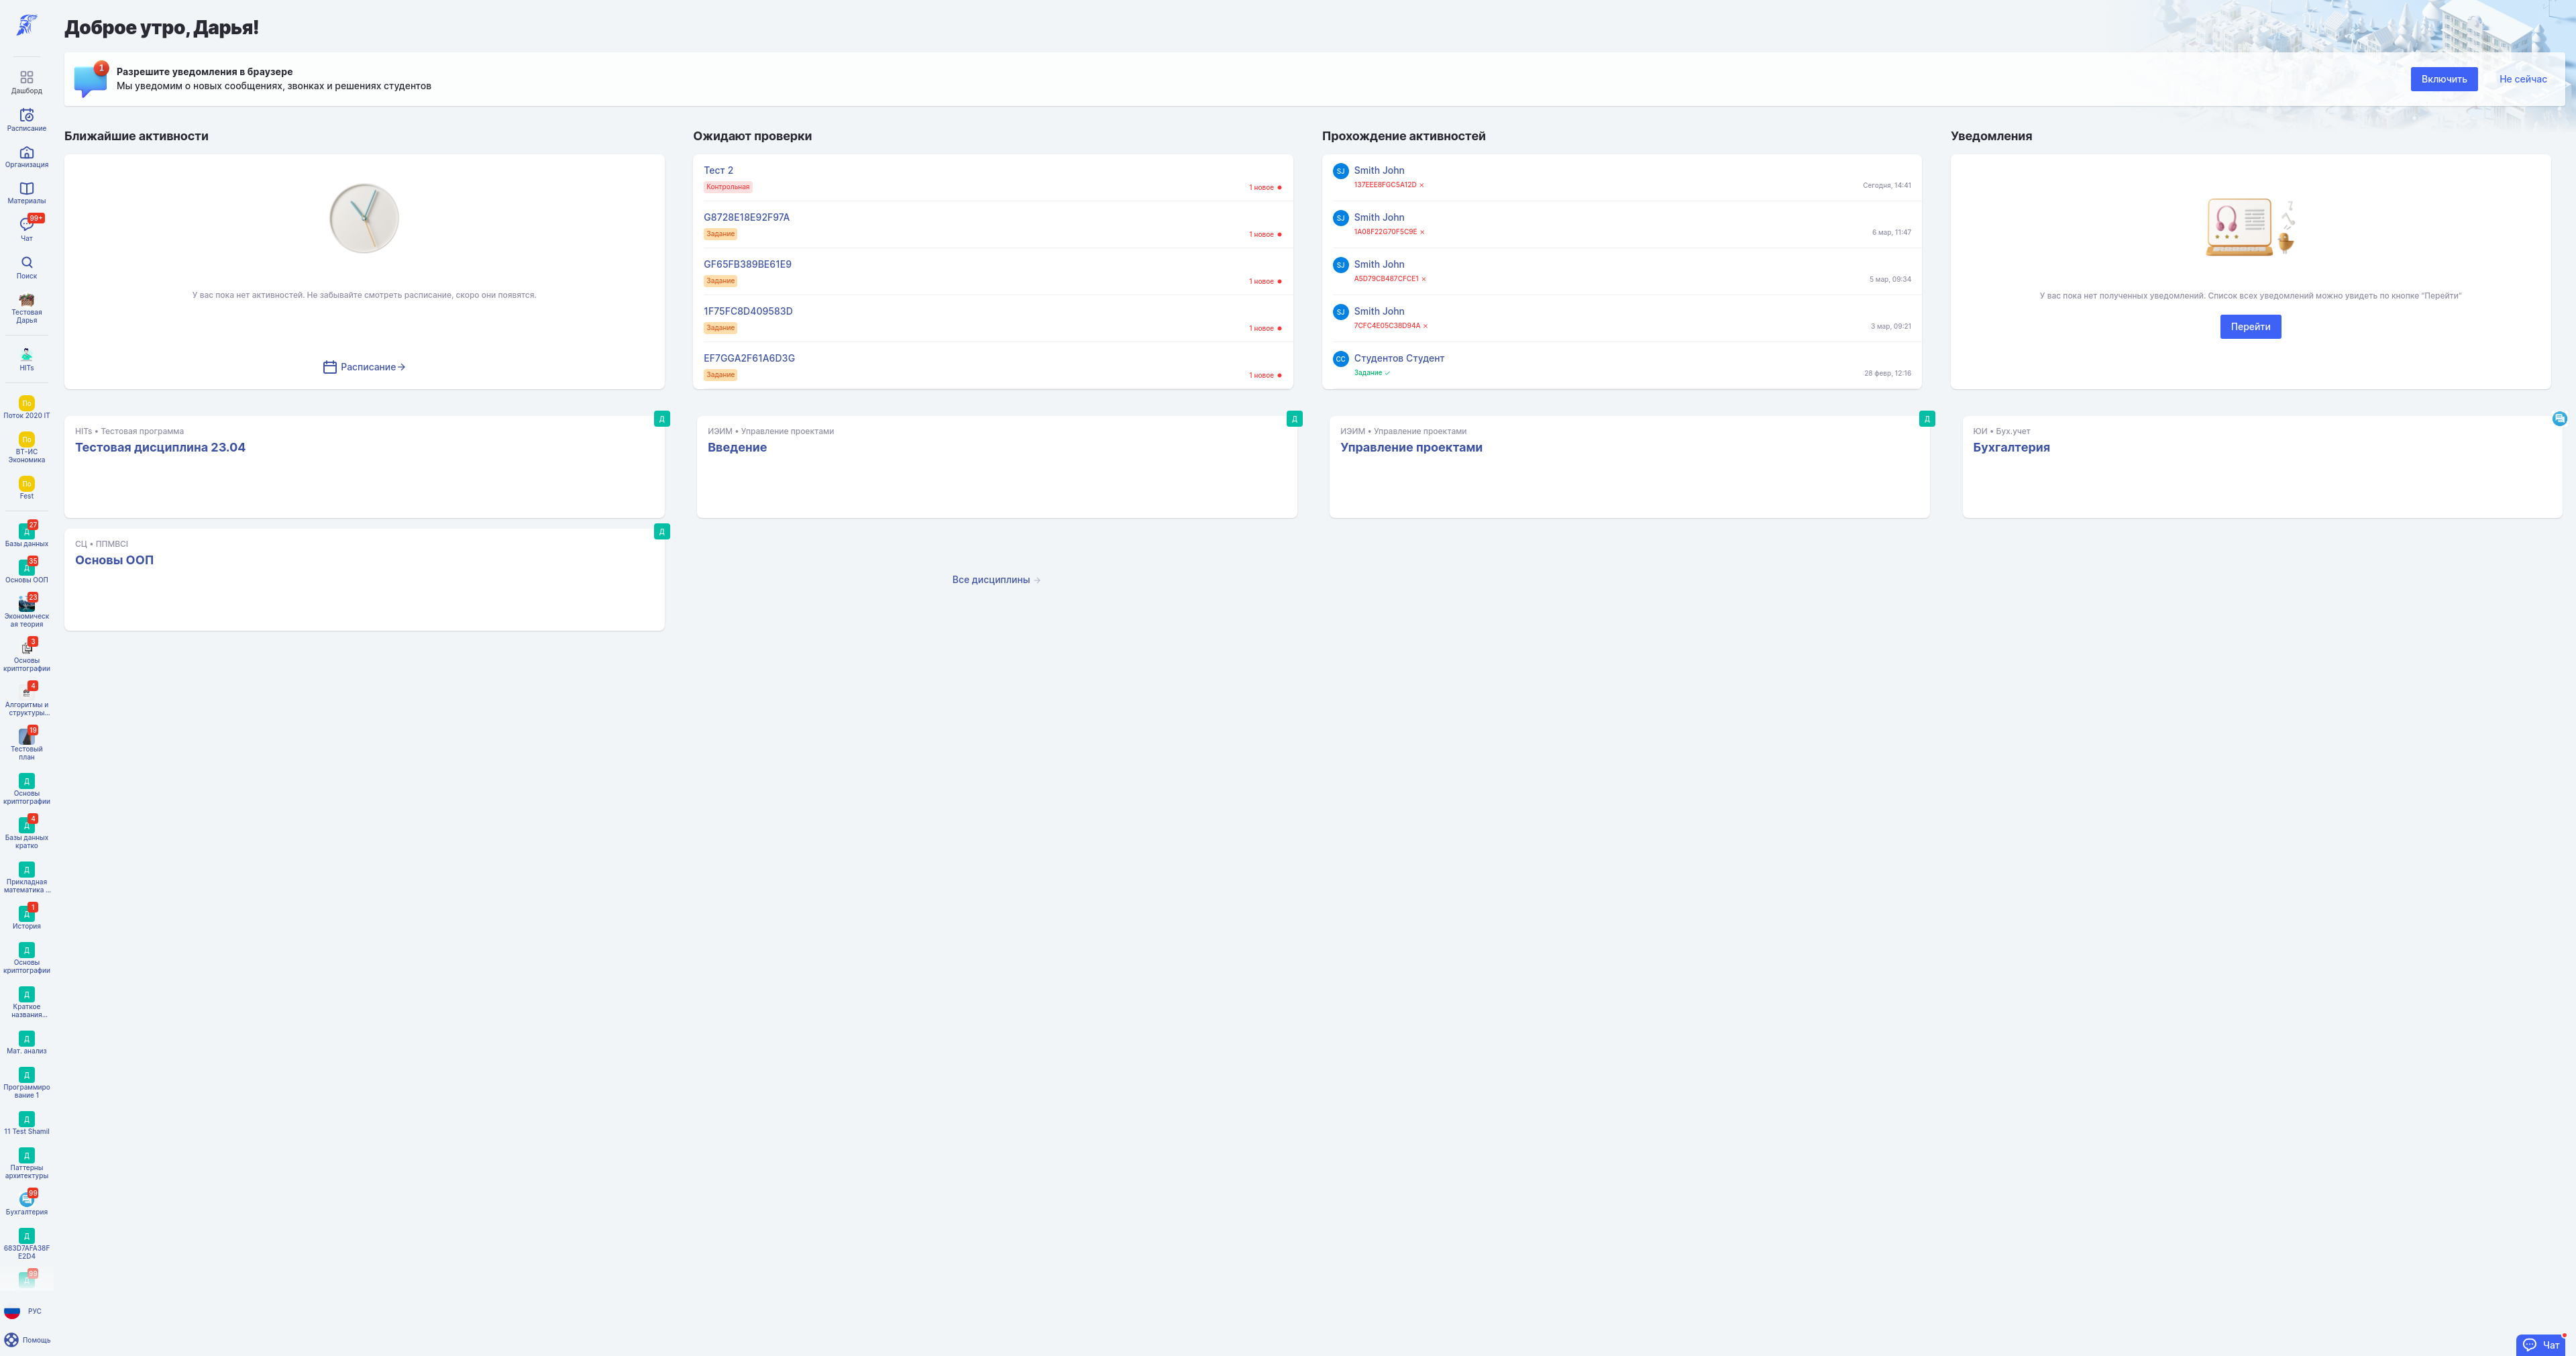 Доброе утро, Дарья!
1
Разрешите уведомления в браузере
Мы уведомим о новых сообщениях, звонках и решениях студентов
Включить
Не сейчас
Дашборд
Расписание
Организация
Материалы
99+
Чат
Поиск
Тестовая
Дарья
HITs
По
Поток 2020 IT
По
ВТ-ИС
Экономика
По
Fest
27
Д
Базы данных
35
Д
Основы ООП
23
Экономическ
ая теория
3
Основы
криптографии
4
Алгоритмы и
структуры...
19
Тестовый
план
Д
Основы
криптографии
4
Д
Базы данных
кратко
Д
Прикладная
математика ...
1
Д
История
Д
Основы
криптографии
Д
Краткое
названия...
Д
Мат. анализ
Д
Программиро
вание 1
Д
11 Test Shamil
Д
Паттерны
архитектуры
99
Бухгалтерия
Д
683D7AFA38F
E2D4
99
Д
РУС
Помощь
Ближайшие активности
У вас пока нет активностей. Не забывайте смотреть расписание, скоро они появятся.
Расписание
Ожидают проверки
Тест 2
Контрольная 1 новое
G8728E18E92F97A
Задание 1 новое
GF65FB389BE61E9
Задание 1 новое
1F75FC8D409583D
Задание 1 новое
EF7GGA2F61A6D3G
Задание 1 новое
Прохождение активностей
SJ Smith John
137EEE8FGC5A12D Сегодня, 14:41
SJ Smith John
1A08F22G70F5C9E 6 мар, 11:47
SJ Smith John
A5D79CB487CFCE1 5 мар, 09:34
SJ Smith John
7CFC4E05C38D94A 3 мар, 09:21
СС Студентов Студент
Задание 28 февр, 12:16
Уведомления
У вас пока нет полученных уведомлений. Список всех уведомлений можно увидеть по кнопке "Перейти"
Перейти
Д
HITs • Тестовая программа
Тестовая дисциплина 23.04
Д
ИЭИМ • Управление проектами
Введение
Д
ИЭИМ • Управление проектами
Управление проектами
ЮИ • Бух.учет
Бухгалтерия
Д
СЦ • ППМВСI
Основы ООП
Все дисциплины
Чат